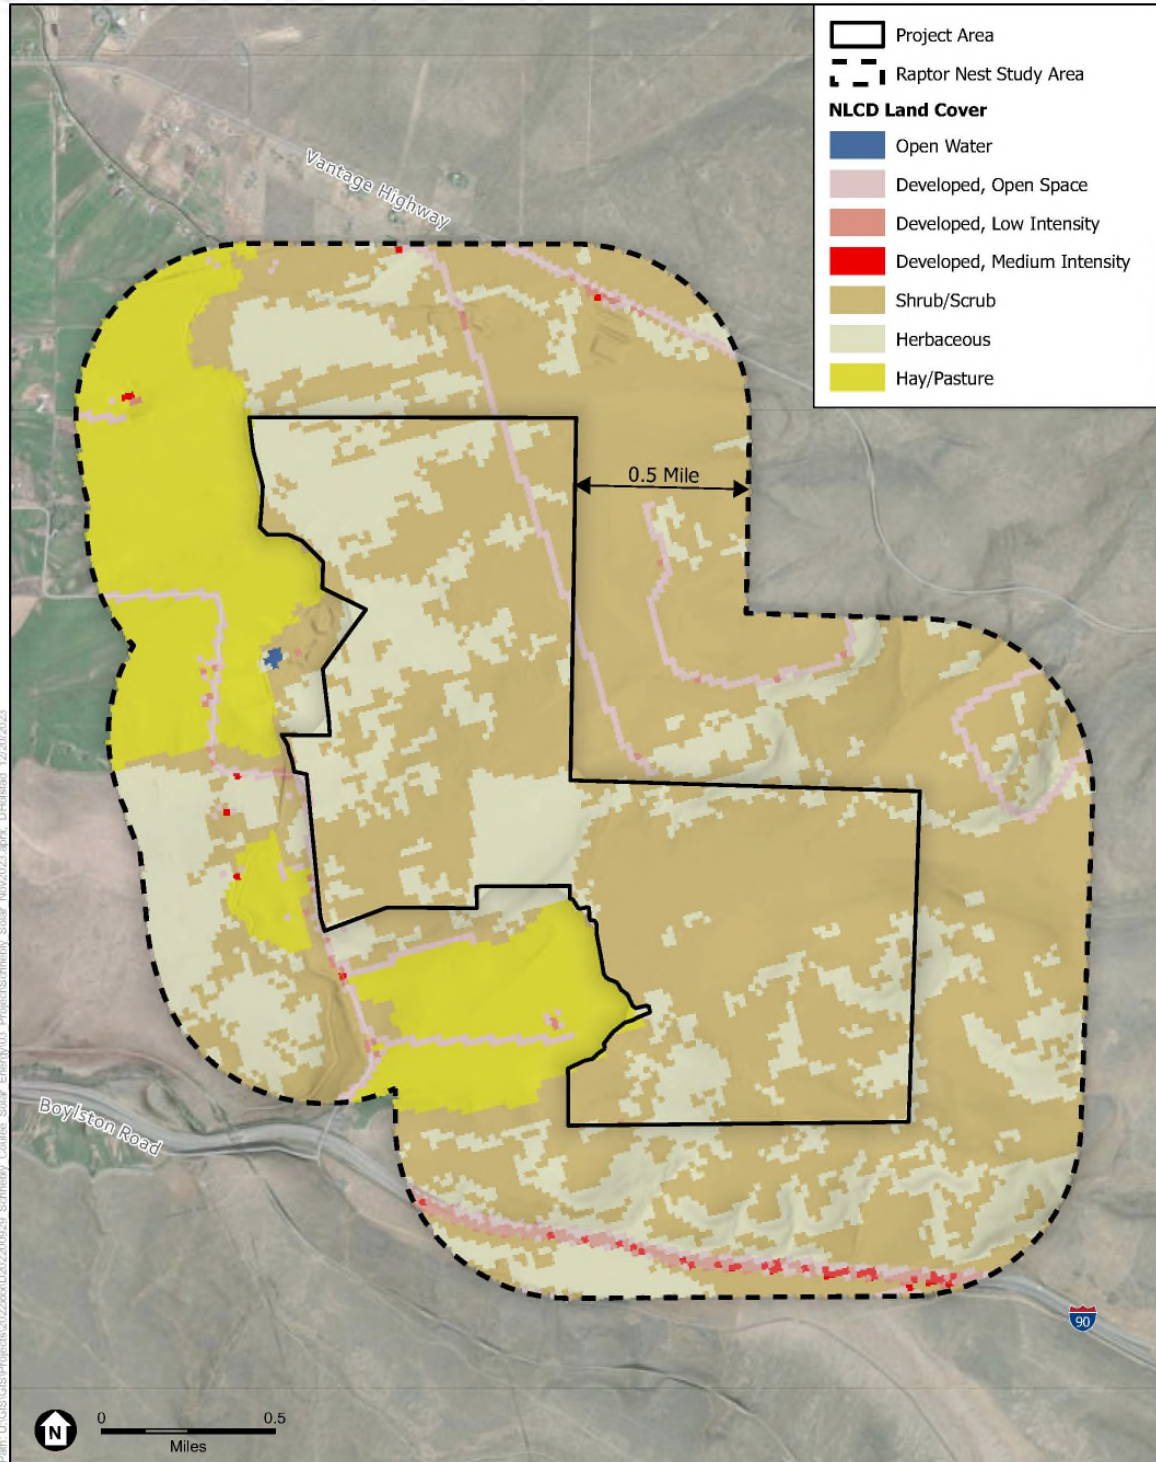 Project Area
Raptor Nest Study Area
NLCD Land Cover
Open Water
Developed, Open Space
Developed, Low Intensity
Developed, Medium Intensity
Shrub/Scrub
Herbaceous
Hay/Pasture
Vantage Highway
0.5 Mile
Boylston Road
90
N
0
0.5
Miles